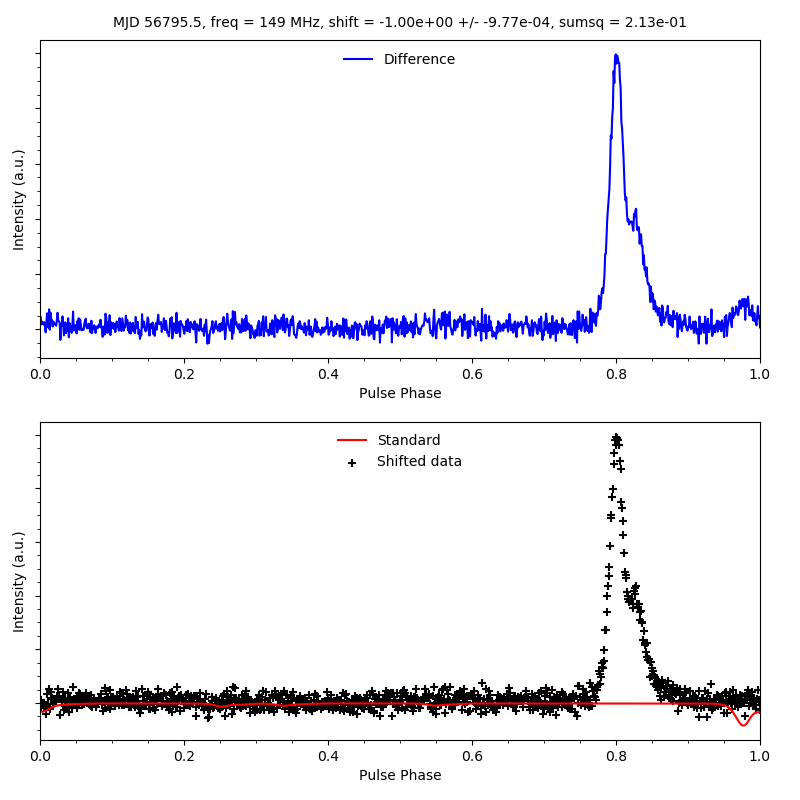 MJD 56795.5, freq = 149 MHz, shift = -1.00e+00 +/- -9.77e-04, sumsq = 2.13e-01
Difference
Intensity (a.u.)
0.0 0.2 0.4 0.6 0.8 1.0
Pulse Phase
Standard
Shifted data
Intensity (a.u.)
0.0 0.2 0.4 0.6 0.8 1.0
Pulse Phase